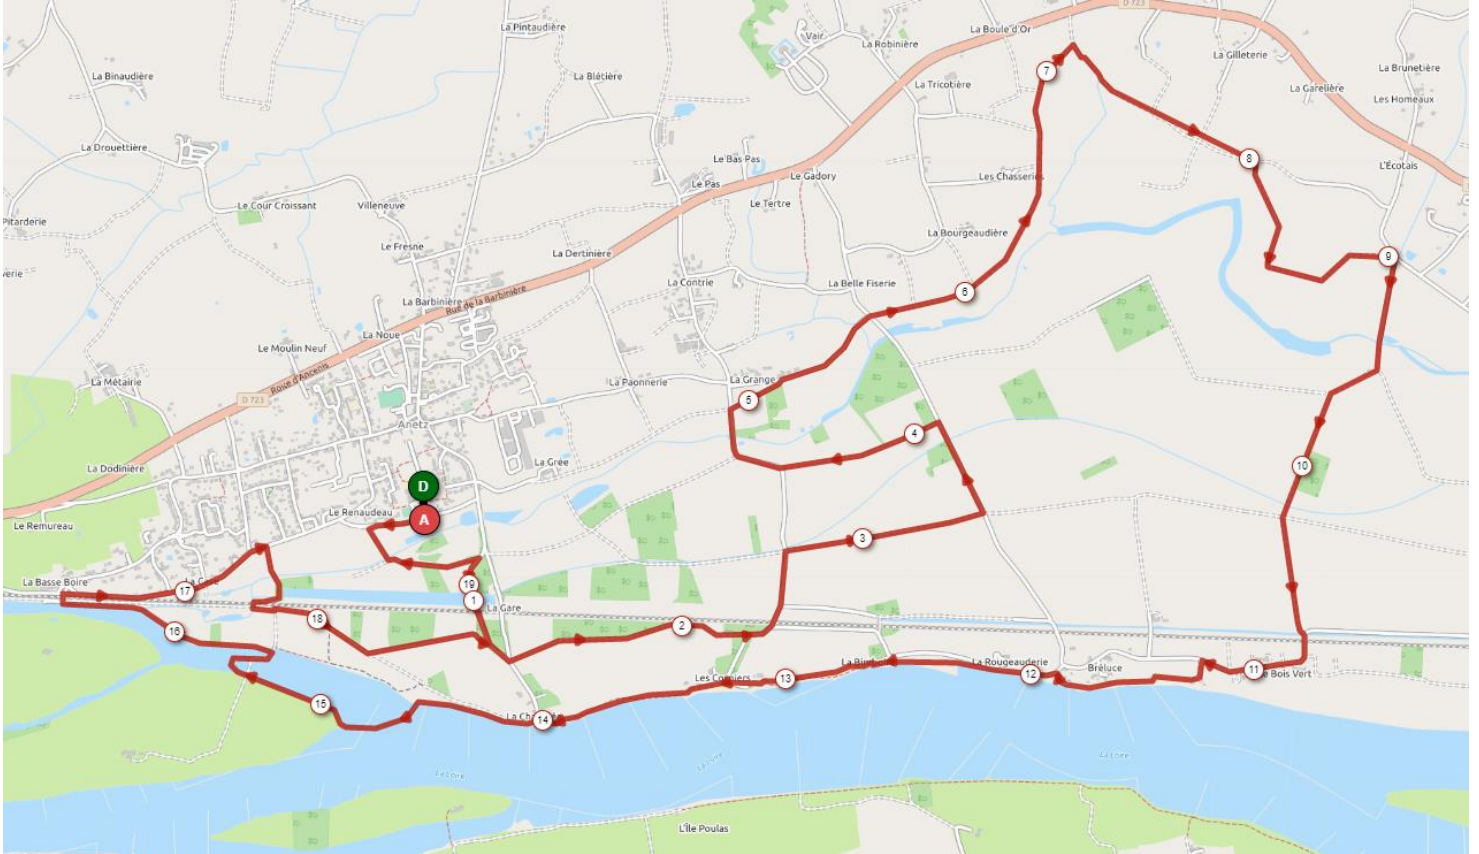 D 723
La Pintaudière
La Boule d'Or
Vair
La Robinière
La Gilleterie
La Binaudière
La Blétière
La Brunetière
7
La Tricotière
La Garelière
Les Homeaux
La Drouettière
8
Le Bas Pas
L'Écotais
Le Gadory
Les Chasseries
Le Pas
Le Cour Croissant
Villeneuve
Le Tertre
Pitarderie
La Bourgeaudière
Le Fresne
La Dertinière
9
verie
La Contrie
La Belle Fiserie
6
La Barbinière
Rue de la Barbinière
La Noue
Le Moulin Neuf
La Métairie
Route d'Ancenis
La Paonnerie
La Grange
D 723
5
Anetz
4
La Grée
10
La Dodinière
D
Le Renaudeau
A
Le Remureau
3
La Basse Boire
19
17
1
La Gare
18
2
16
12
La Rougeauderie
Bréluce
11
e Bois Vert
Les
13
15
14
La Loire
La Loire
La Loire
L'Île Poulas